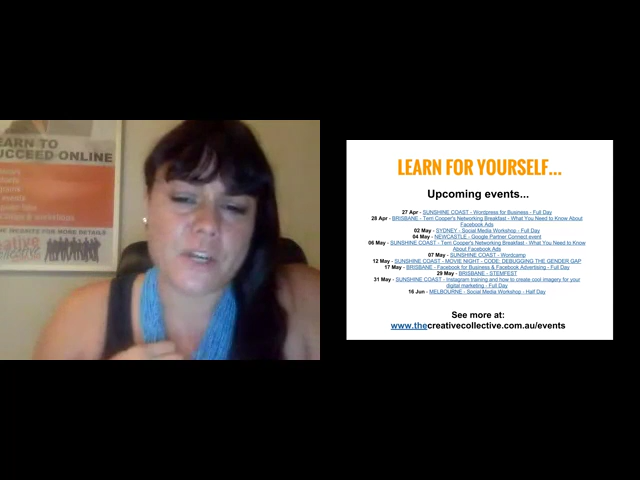 EARN TO
UCCEED ONLINE
LEARN FOR YOURSELF...
Upcoming events...
27 Apr - SUNSHINE COAST - Wordpress for Business - Full Day
28 Apr - BRISBANE - Terri Cooper's Networking Breakfast - What You Need to Know About
Facebook Ads
02 May - SYDNEY - Social Media Workshop - Full Day
04 May - NEWCASTLE - Google Partner Connect event
06 May - SUNSHINE COAST - Terri Cooper's Networking Breakfast - What You Need to Know
About Facebook Ads
07 May - SUNSHINE COAST - Wordcamp
12 May - SUNSHINE COAST - MOVIE NIGHT - CODE: DEBUGGING THE GENDER GAP
17 May - BRISBANE - Facebook for Business & Facebook Advertising - Full Day
29 May - BRISBANE - STEMFEST
31 May - SUNSHINE COAST - Instagram training and how to create cool imagery for your
digital marketing - Full Day
16 Jun - MELBOURNE - Social Media Workshop - Half Day
See more at:
www.thecreativecollective.com.au/events